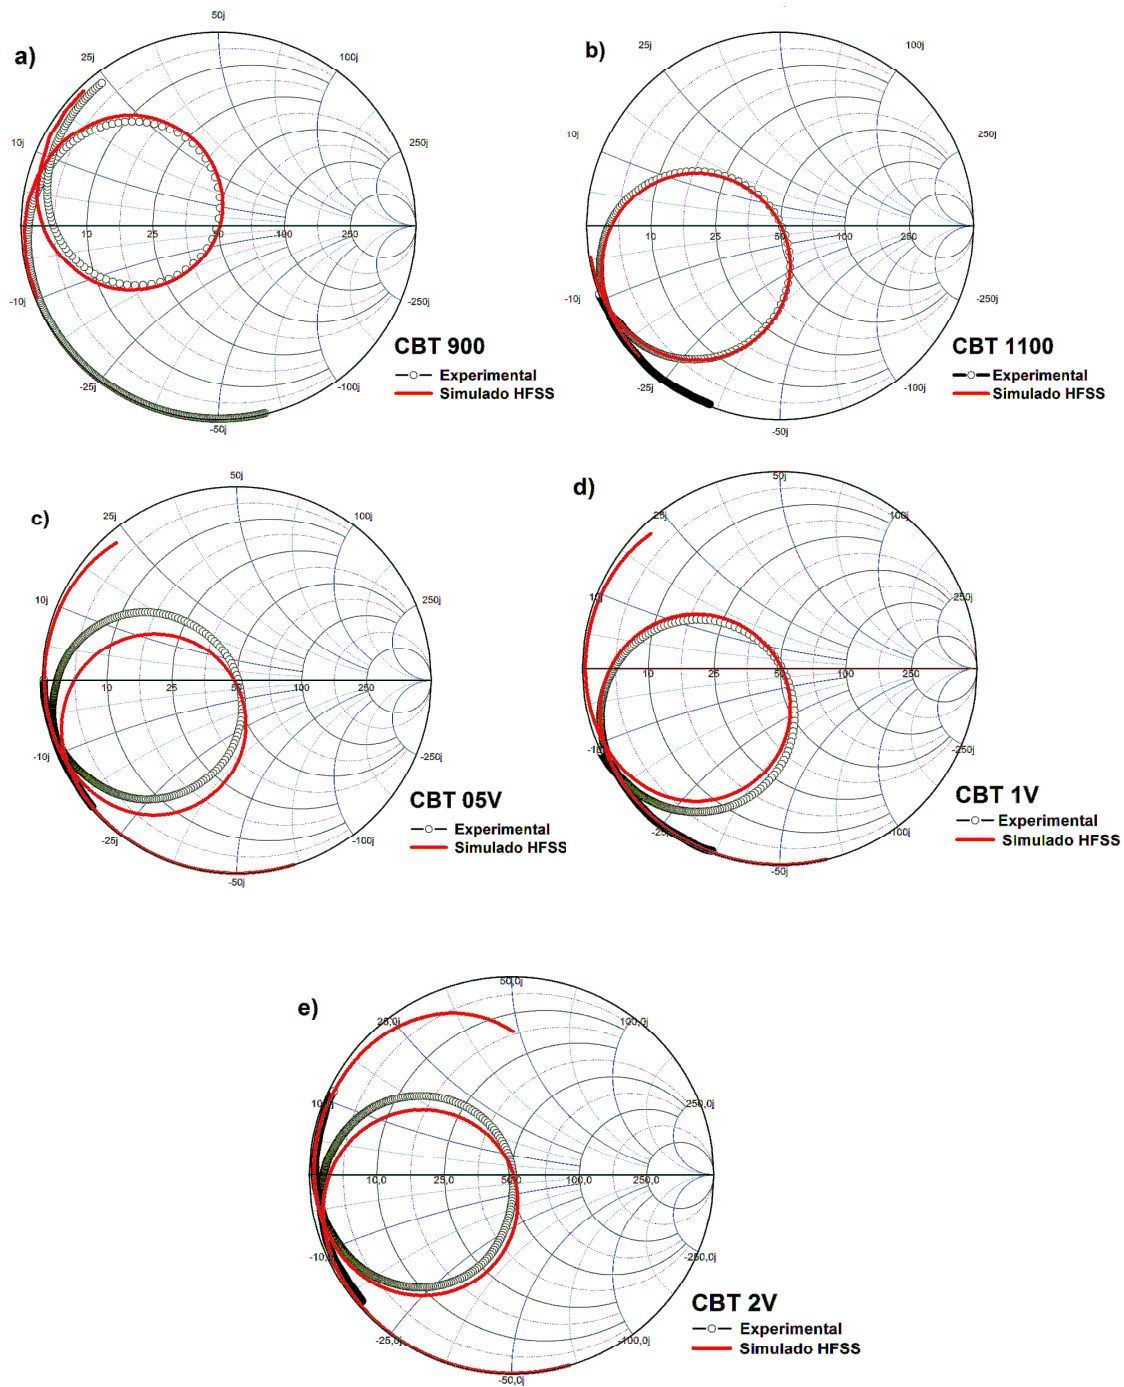 a)
50j
25j
100j
10j
250j
10
25
50
100
250
-10j
-250j
-25j
-100j
-50j
CBT 900
Experimental
Simulado HFSS
b)
25j
100j
10j
250j
10
25
50
100
250
-10j
-250j
-25j
-100j
-50j
CBT 1100
Experimental
Simulado HFSS
c)
50j
25j
100j
10j
250j
10
25
50
100
250
-10j
-250j
-25j
-100j
-50j
CBT 05V
Experimental
Simulado HFSS
d)
50j
25j
100j
10j
250j
10
25
50
100
250
-10j
-250j
-25j
-100j
-50j
CBT 1V
Experimental
Simulado HFSS
e)
50,0j
25,0j
100,0j
250,0j
10,0
25,0
50,0
100,0
250,0
-250,0j
-25,0j
-100,0j
-50,0j
CBT 2V
Experimental
Simulado HFSS